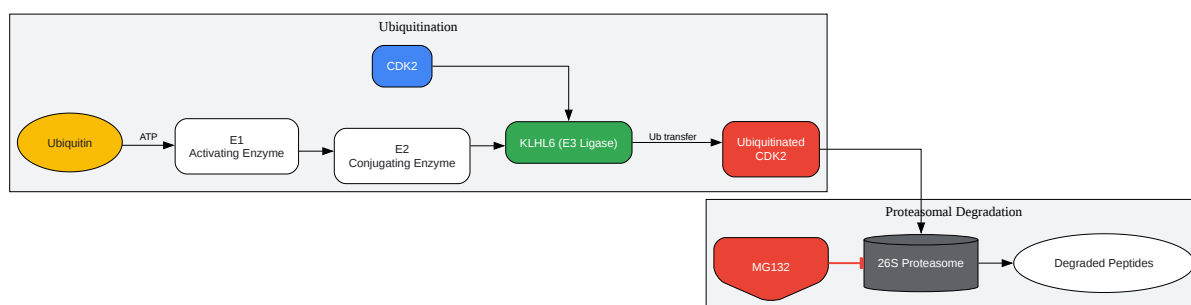 Ubiquitination
CDK2
Ubiquitin
ATP
E1
Activating Enzyme
E2
Conjugating Enzyme
KLHL6 (E3 Ligase)
Ub transfer
Ubiquitinated
CDK2
Proteasomal Degradation
MG132
26S Proteasome
Degraded Peptides